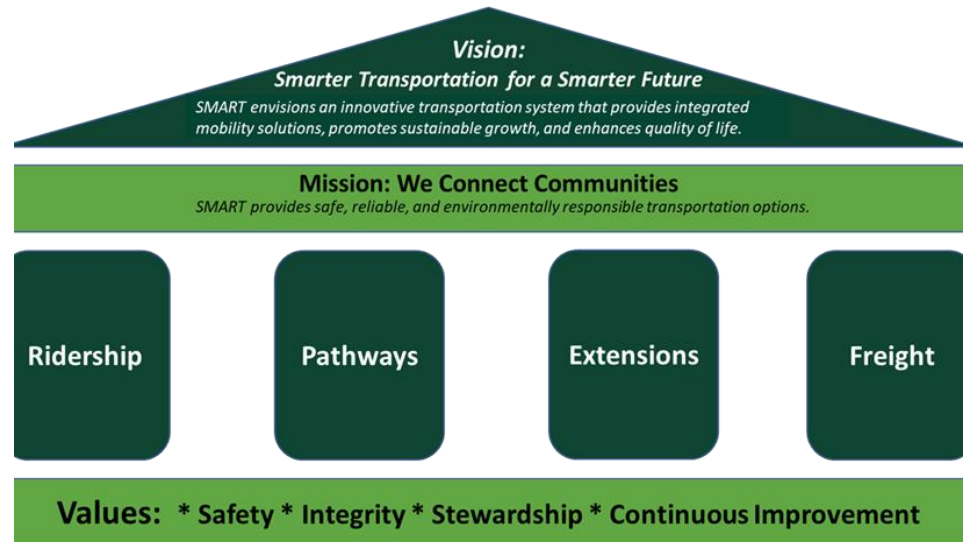 Vision:
Smarter Transportation for a Smarter Future
SMART envisions an innovative transportation system that provides integrated
mobility solutions, promotes sustainable growth, and enhances quality of life.
Mission: We Connect Communities
SMART provides safe, reliable, and environmentally responsible transportation options.
Ridership
Pathways
Extensions
Freight
Values: * Safety * Integrity * Stewardship * Continuous Improvement